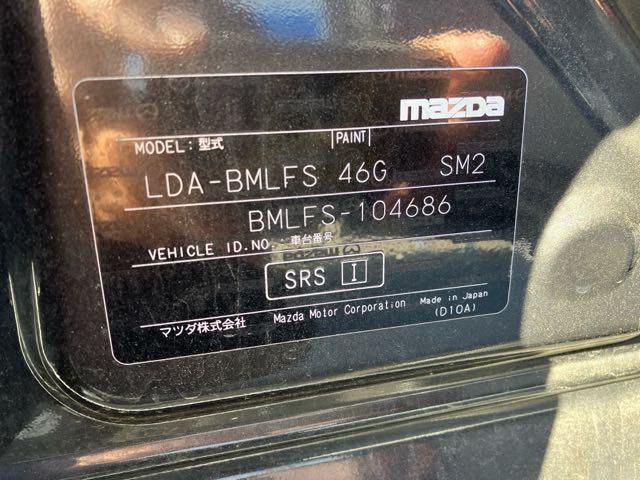 mazda
MODEL: 型式 PAINT
LDA-BMLFS 46G SM2
BMLFS-104686
VEHICLE ID.NO. 車台番号
SRS I
マツダ株式会社 Mazda Motor Corporation Made in Japan
(D10A)